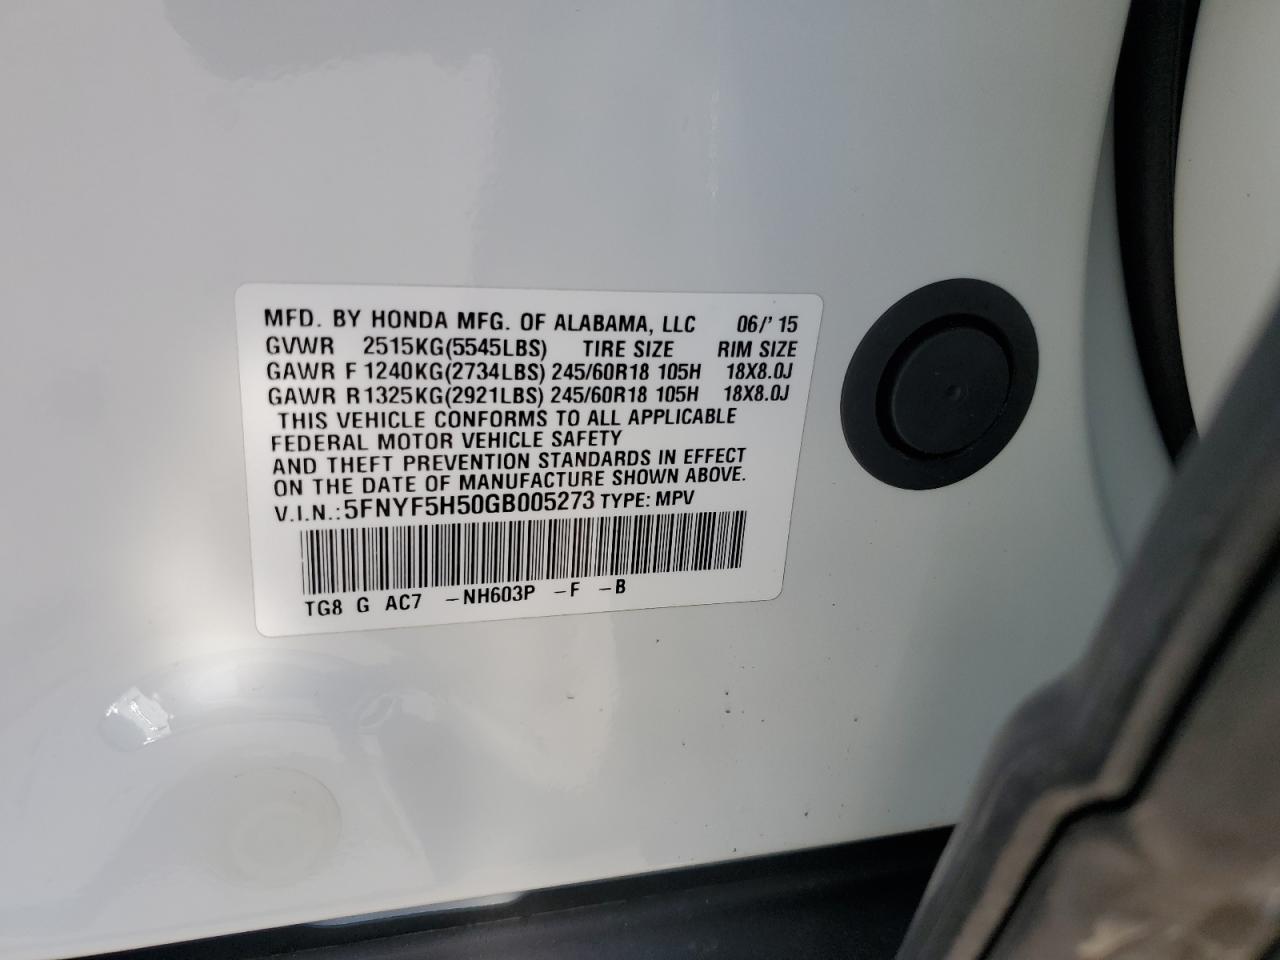 MFD. BY HONDA MFG. OF ALABAMA, LLC 06/'15
GVWR 2515KG(5545LBS) TIRE SIZE RIM SIZE
GAWR F 1240KG(2734LBS) 245/60R18 105H 18X8.0J
GAWR R 1325KG(2921LBS) 245/60R18 105H 18X8.0J
THIS VEHICLE CONFORMS TO ALL APPLICABLE
FEDERAL MOTOR VEHICLE SAFETY
AND THEFT PREVENTION STANDARDS IN EFFECT
ON THE DATE OF MANUFACTURE SHOWN ABOVE.
V.I.N.: 5FNYF5H50GB005273 TYPE: MPV
TG8 G AC7 -NH603P -F -B